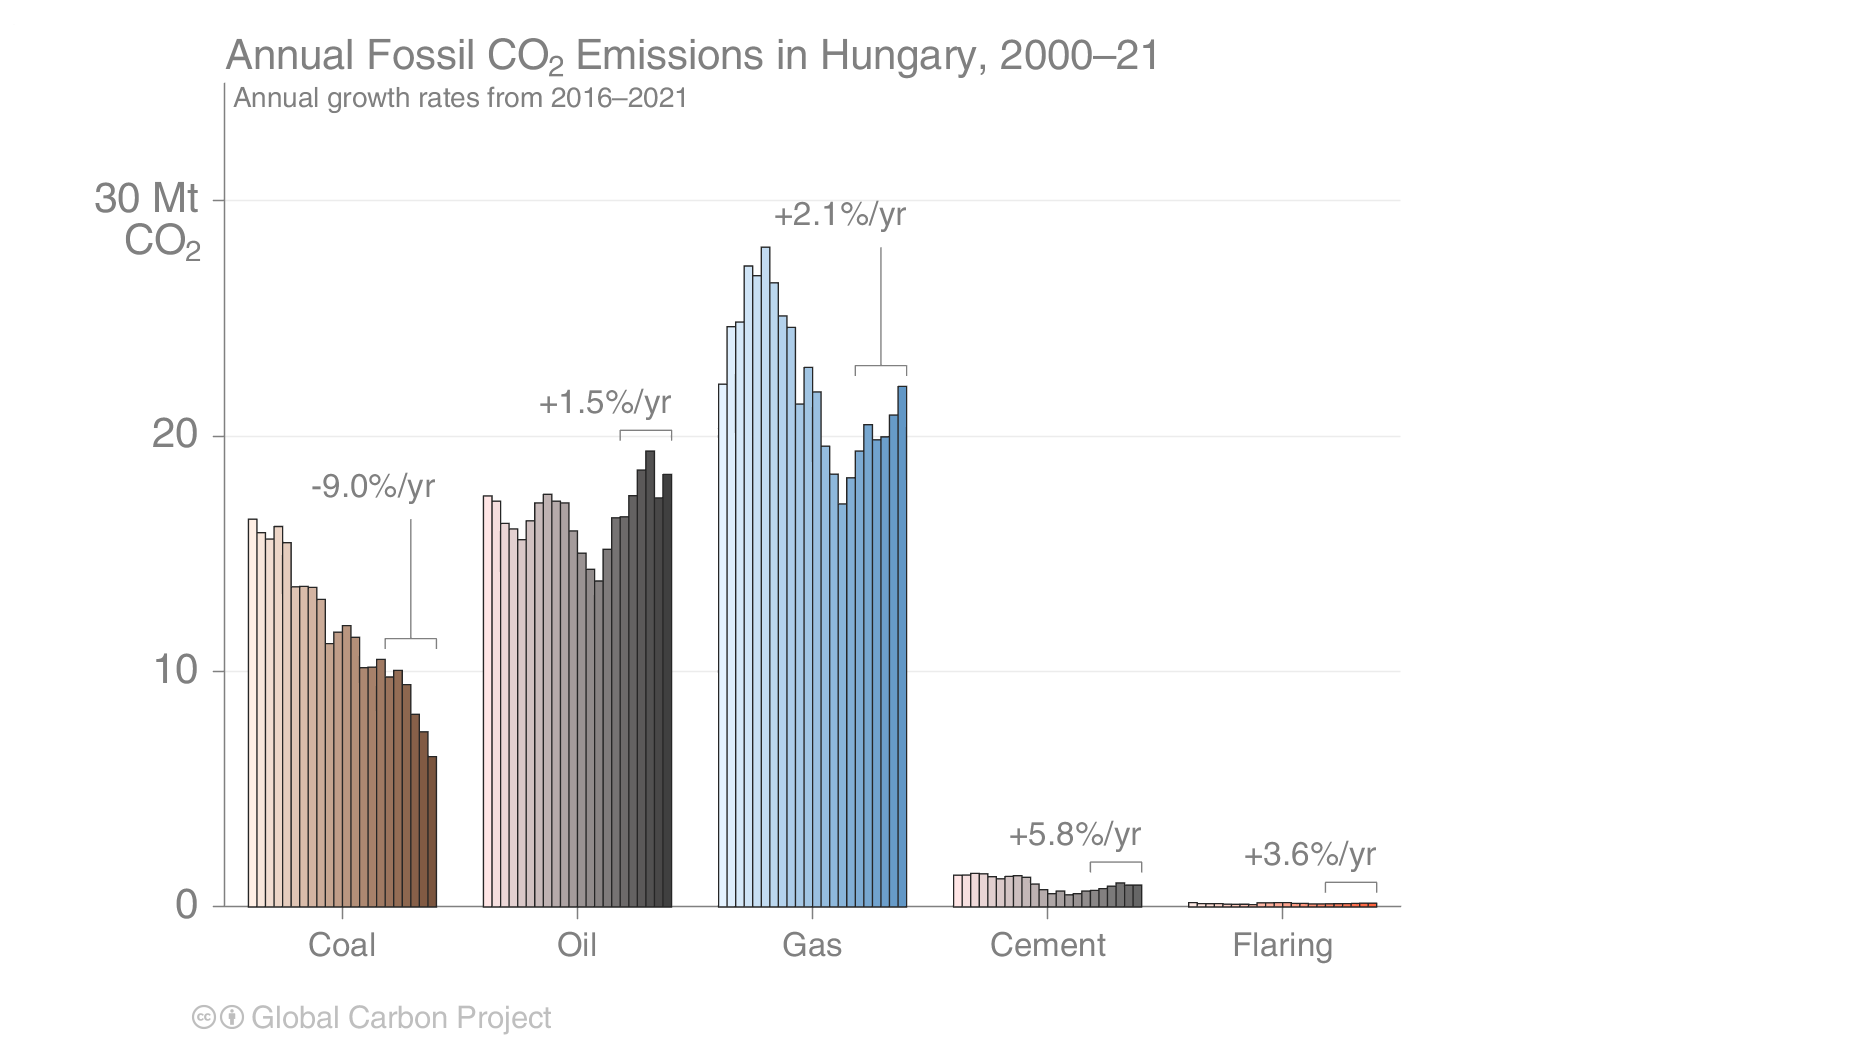 Annual Fossil CO₂ Emissions in Hungary, 2000–21
Annual growth rates from 2016–2021
30 Mt
CO₂
20
10
0
-9.0%/yr
+1.5%/yr
+2.1%/yr
+5.8%/yr
+3.6%/yr
Coal
Oil
Gas
Cement
Flaring
cc Global Carbon Project